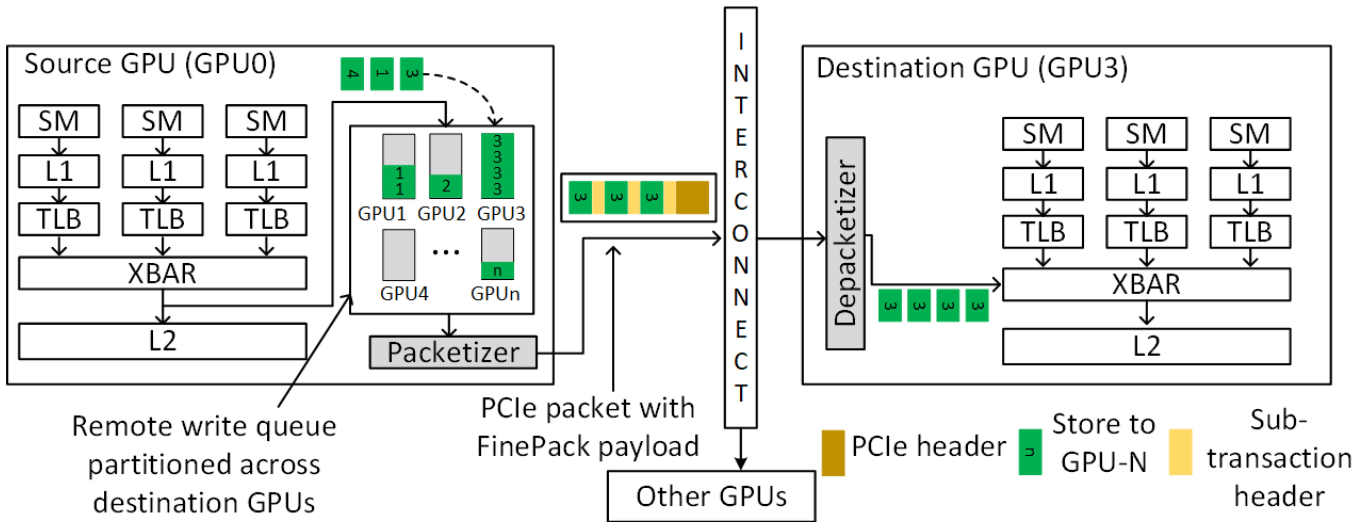 Source GPU (GPU0)
4 1 3
SM SM SM
L1 L1 L1
TLB TLB TLB
XBAR
L2
1
1
2
3
3
3
3
GPU1 GPU2 GPU3
...
n
GPU4 GPUn
Packetizer
Remote write queue
partitioned across
destination GPUs
3 3 3
PCIe packet with
FinePack payload
INTERCONNECT
Other GPUs
Destination GPU (GPU3)
Depacketizer
3 3 3 3
SM SM SM
L1 L1 L1
TLB TLB TLB
XBAR
L2
PCIe header
n
Store to
GPU-N
Sub-
transaction
header